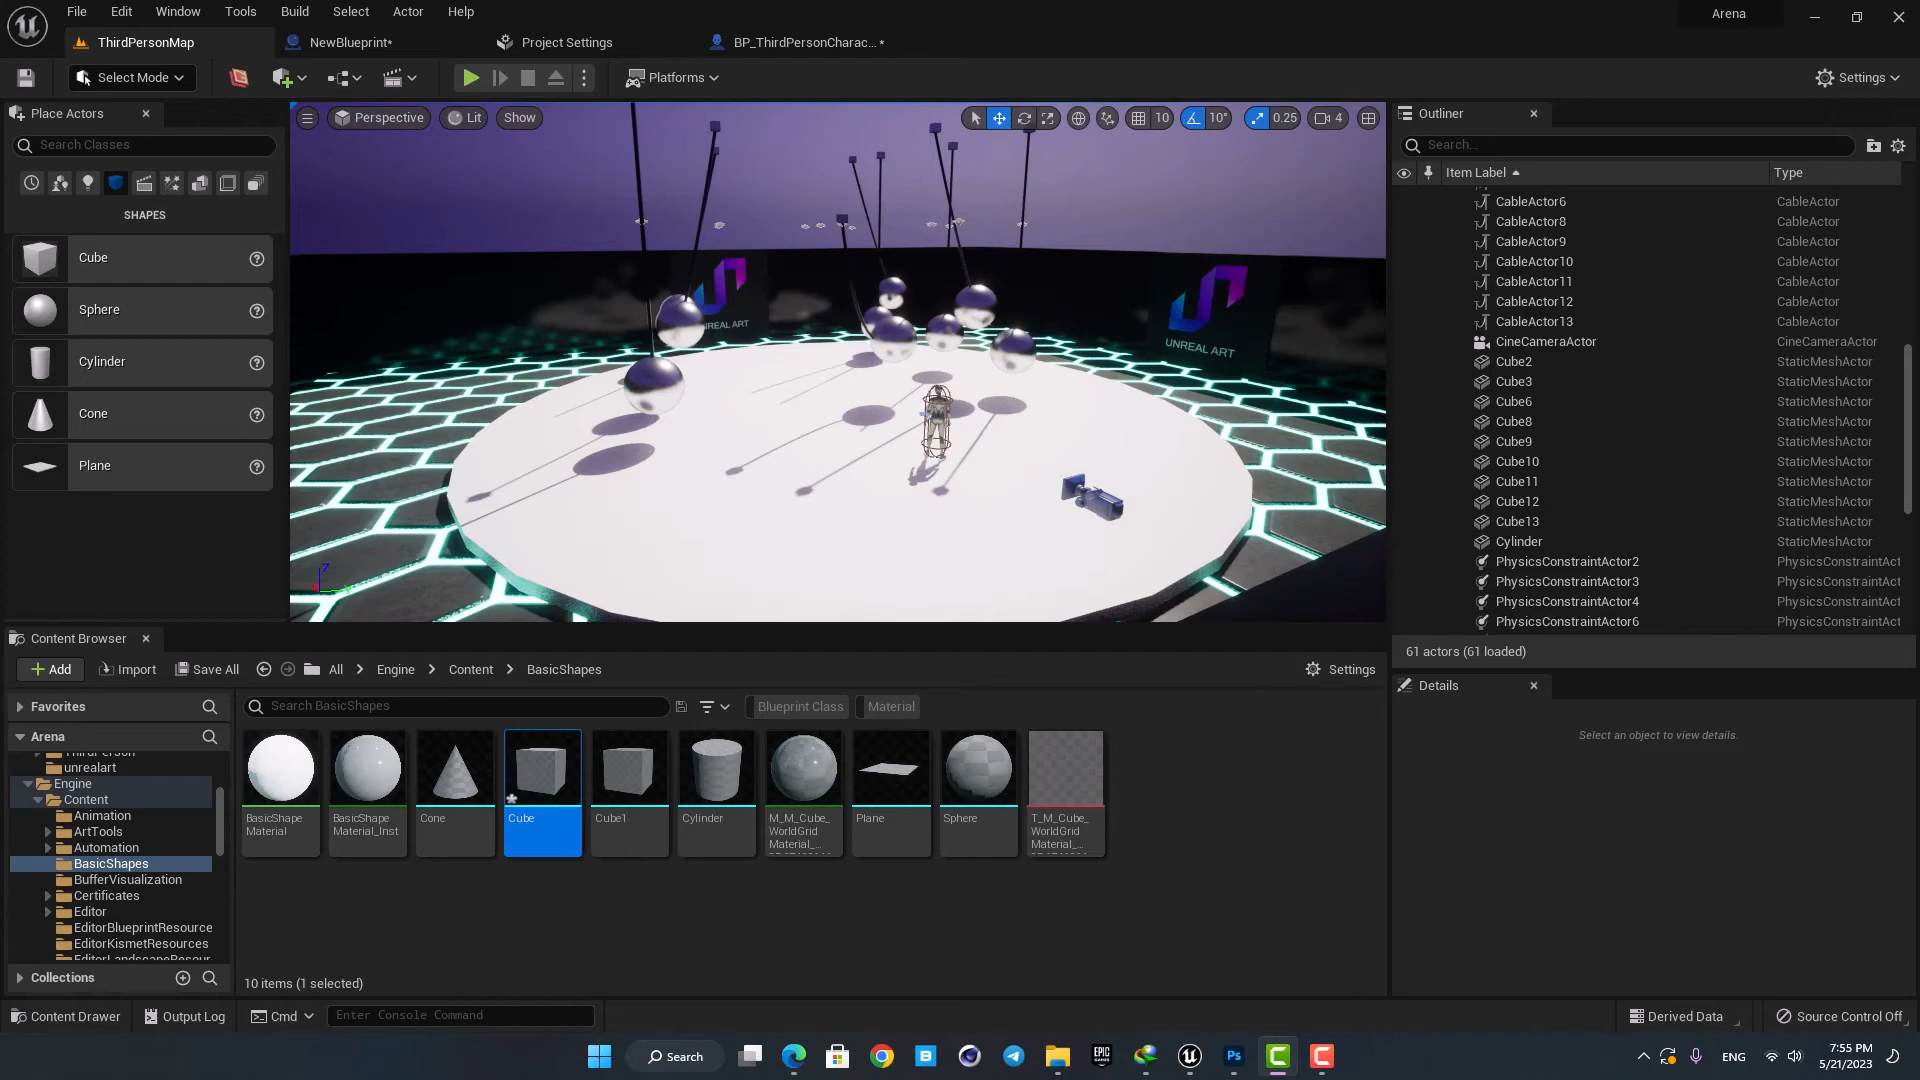 File Edit Window Tools Build Select Actor Help
Arena
ThirdPersonMap
NewBlueprint*
Project Settings
BP_ThirdPersonCharac... *
Select Mode
Platforms
Settings
Place Actors
Search Classes
SHAPES
Cube
Sphere
Cylinder
Cone
Plane
Perspective
Lit
Show
10
10°
0.25
4
UNREAL ART
UNREAL ART
Z
Outliner
Search...
Item Label
Type
CableActor6 CableActor
CableActor8 CableActor
CableActor9 CableActor
CableActor10 CableActor
CableActor11 CableActor
CableActor12 CableActor
CableActor13 CableActor
CineCameraActor CineCameraActor
Cube2 StaticMeshActor
Cube3 StaticMeshActor
Cube6 StaticMeshActor
Cube8 StaticMeshActor
Cube9 StaticMeshActor
Cube10 StaticMeshActor
Cube11 StaticMeshActor
Cube12 StaticMeshActor
Cube13 StaticMeshActor
Cylinder StaticMeshActor
PhysicsConstraintActor2 PhysicsConstraintAct
PhysicsConstraintActor3 PhysicsConstraintAct
PhysicsConstraintActor4 PhysicsConstraintAct
PhysicsConstraintActor6 PhysicsConstraintAct
61 actors (61 loaded)
Details
Select an object to view details.
Content Browser
Add
Import
Save All
All
Engine
Content
BasicShapes
Settings
Favorites
Arena
ThirdPerson
unrealart
Engine
Content
Animation
ArtTools
Automation
BasicShapes
BufferVisualization
Certificates
Editor
EditorBlueprintResource
EditorKismetResources
EditorLandscapeResour
Collections
Search BasicShapes
Blueprint Class
Material
BasicShape
Material
BasicShape
Material_Inst
Cone
Cube
Cube1
Cylinder
M_M_Cube_
WorldGrid
Material_...
Plane
Sphere
T_M_Cube_
WorldGrid
Material_...
10 items (1 selected)
Content Drawer
Output Log
Cmd
Enter Console Command
Derived Data
Source Control Off
Search
EPIC
GAMES
Ps
ENG
7:55 PM
5/21/2023